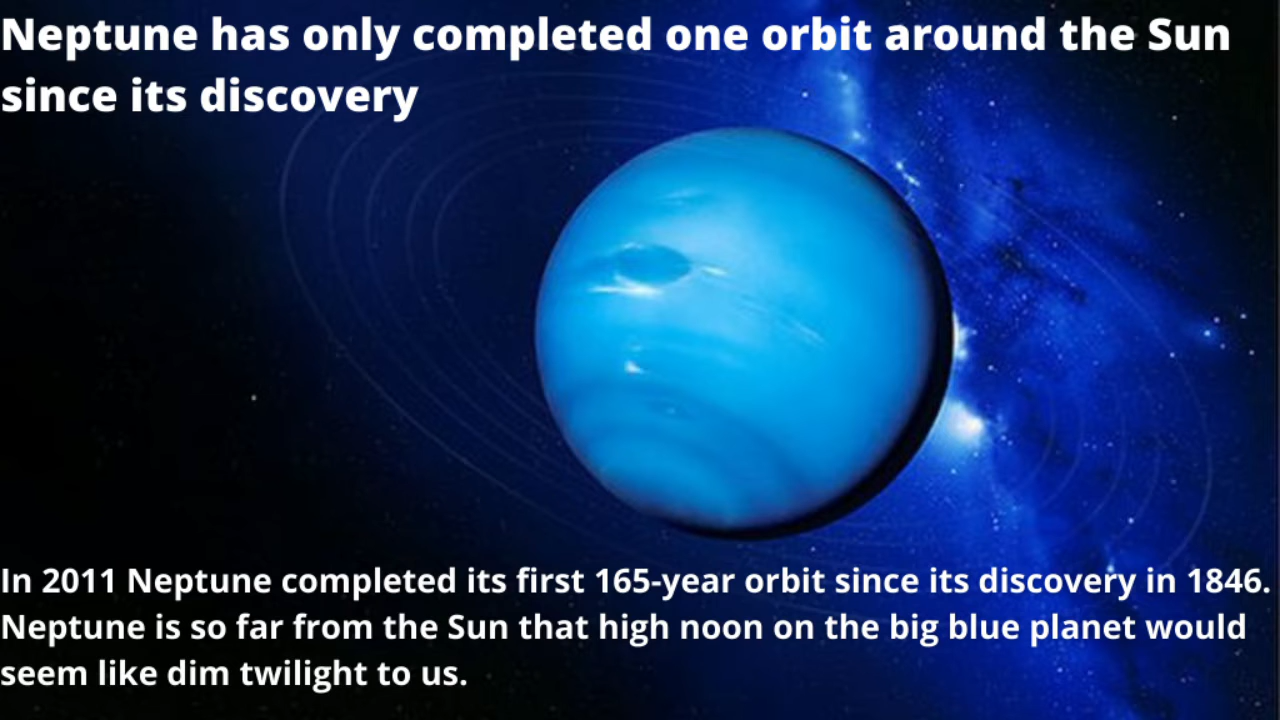 Neptune has only completed one orbit around the Sun
since its discovery
In 2011 Neptune completed its first 165-year orbit since its discovery in 1846.
Neptune is so far from the Sun that high noon on the big blue planet would
seem like dim twilight to us.